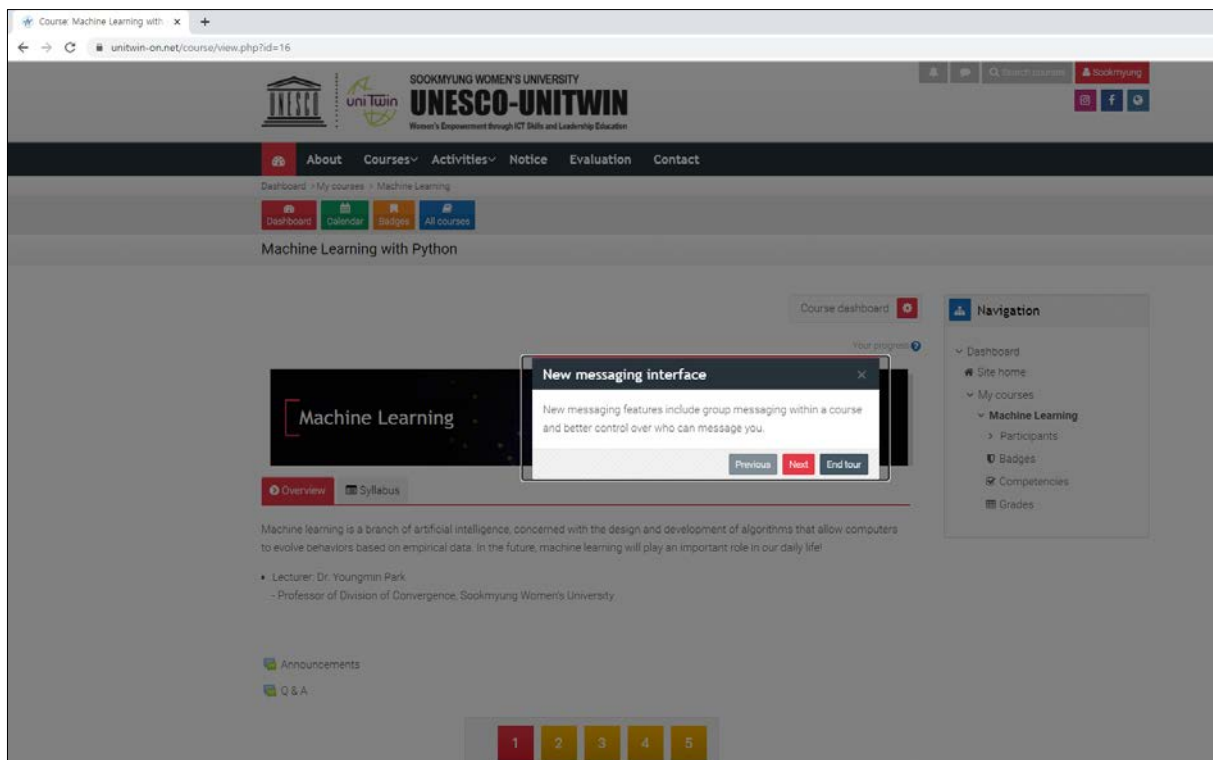 Course: Machine Learning with
unitwin-on.net/course/view.php?id=16
UNESCO
uni Twin
SOOKMYUNG WOMEN'S UNIVERSITY
UNESCO-UNITWIN
Women's Empowerment through ICT Skills and Leadership Education
Search courses
Sookmyung
About Courses Activities Notice Evaluation Contact
Dashboard > My courses > Machine Learning
Dashboard Calendar Badges All courses
Machine Learning with Python
Course dashboard
Your progress
Machine Learning
New messaging interface
New messaging features include group messaging within a course
and better control over who can message you.
Previous Next End tour
Overview Syllabus
Machine learning is a branch of artificial intelligence, concerned with the design and development of algorithms that allow computers
to evolve behaviors based on empirical data. In the future, machine learning will play an important role in our daily life!
• Lecturer: Dr. Youngmin Park
- Professor of Division of Convergence, Sookmyung Women's University
Announcements
Q & A
1 2 3 4 5
Navigation
Dashboard
Site home
My courses
Machine Learning
Participants
Badges
Competencies
Grades